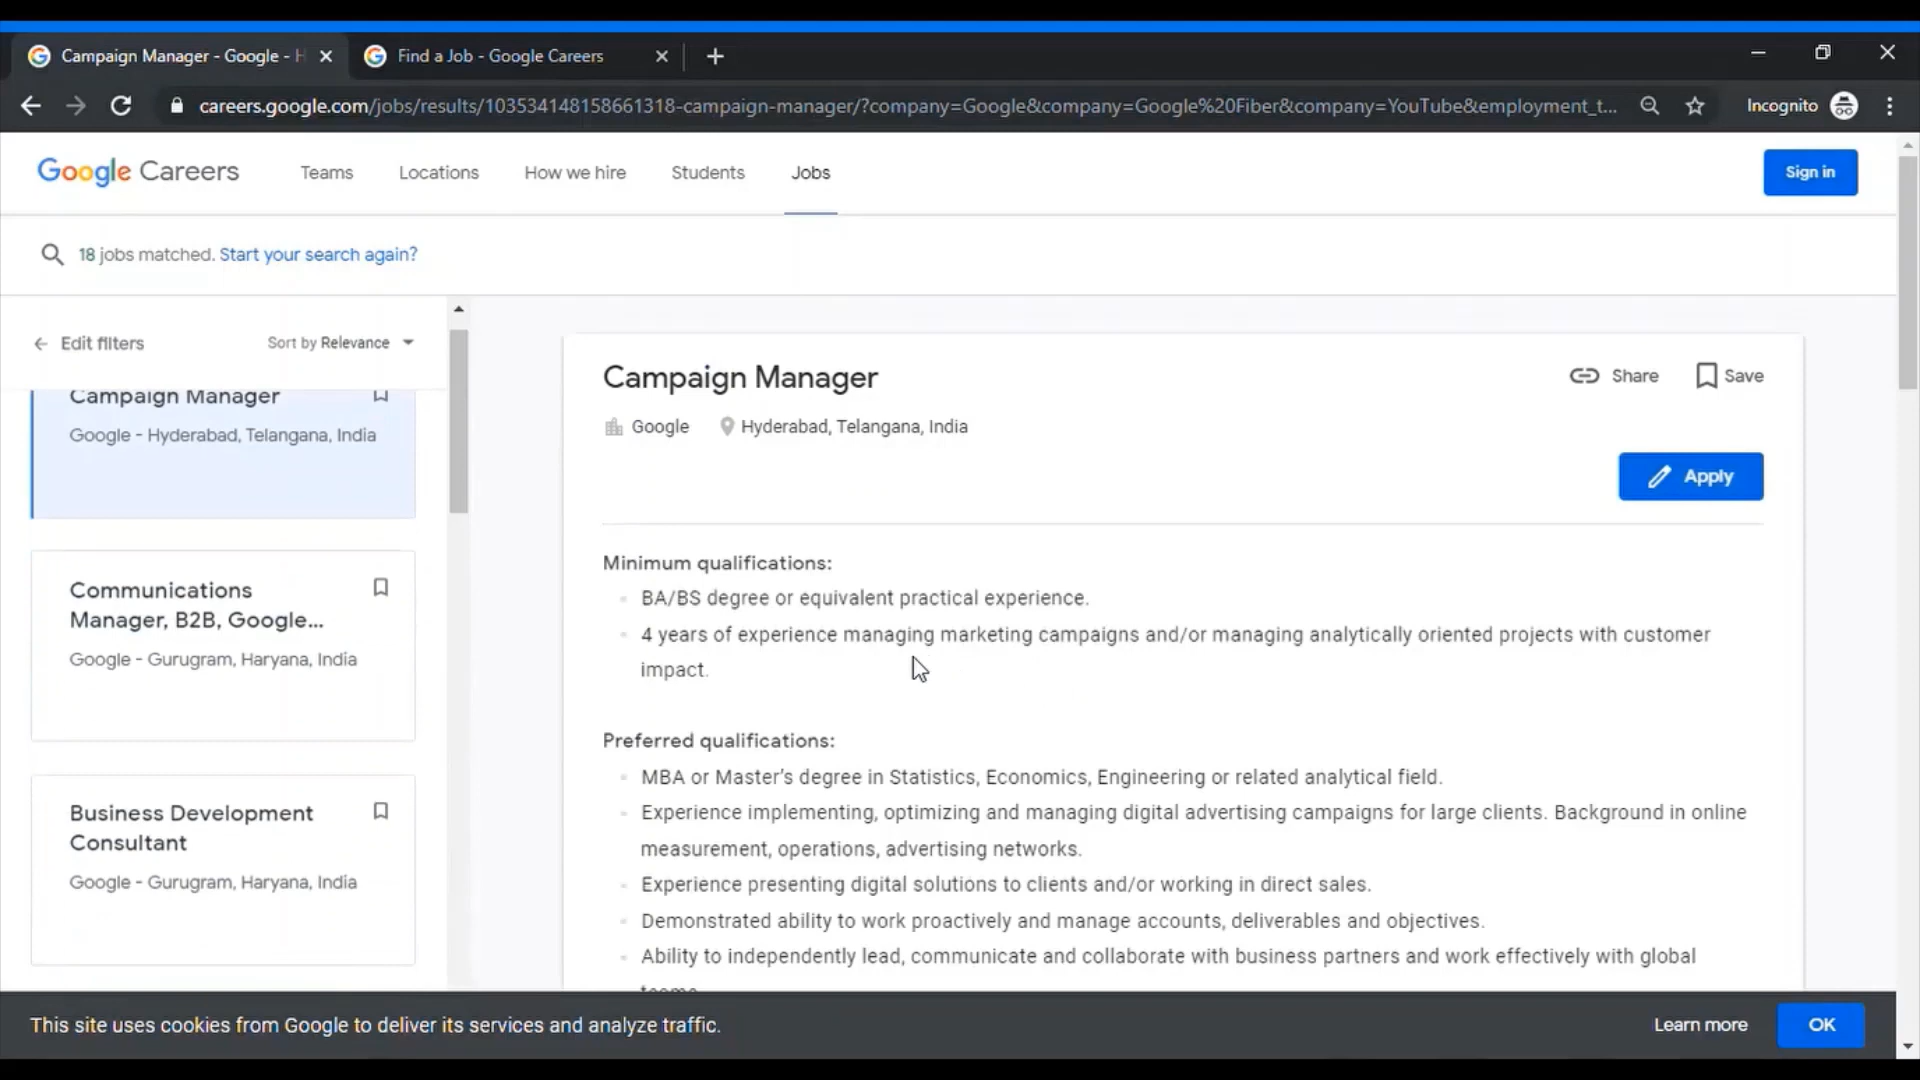 Campaign Manager - Google - H
Find a Job - Google Careers
careers.google.com/jobs/results/103534148158661318-campaign-manager/?company=Google&company=Google%20Fiber&company=YouTube&employment_t...
Incognito
Google Careers
Teams
Locations
How we hire
Students
Jobs
Sign in
18 jobs matched. Start your search again?
Edit filters
Sort by Relevance
Campaign Manager
Google - Hyderabad, Telangana, India
Communications
Manager, B2B, Google...
Google - Gurugram, Haryana, India
Business Development
Consultant
Google - Gurugram, Haryana, India
Campaign Manager
Share
Save
Google
Hyderabad, Telangana, India
Apply
Minimum qualifications:
BA/BS degree or equivalent practical experience.
4 years of experience managing marketing campaigns and/or managing analytically oriented projects with customer
impact.
Preferred qualifications:
MBA or Master's degree in Statistics, Economics, Engineering or related analytical field.
Experience implementing, optimizing and managing digital advertising campaigns for large clients. Background in online
measurement, operations, advertising networks.
Experience presenting digital solutions to clients and/or working in direct sales.
Demonstrated ability to work proactively and manage accounts, deliverables and objectives.
Ability to independently lead, communicate and collaborate with business partners and work effectively with global
This site uses cookies from Google to deliver its services and analyze traffic.
Learn more
OK